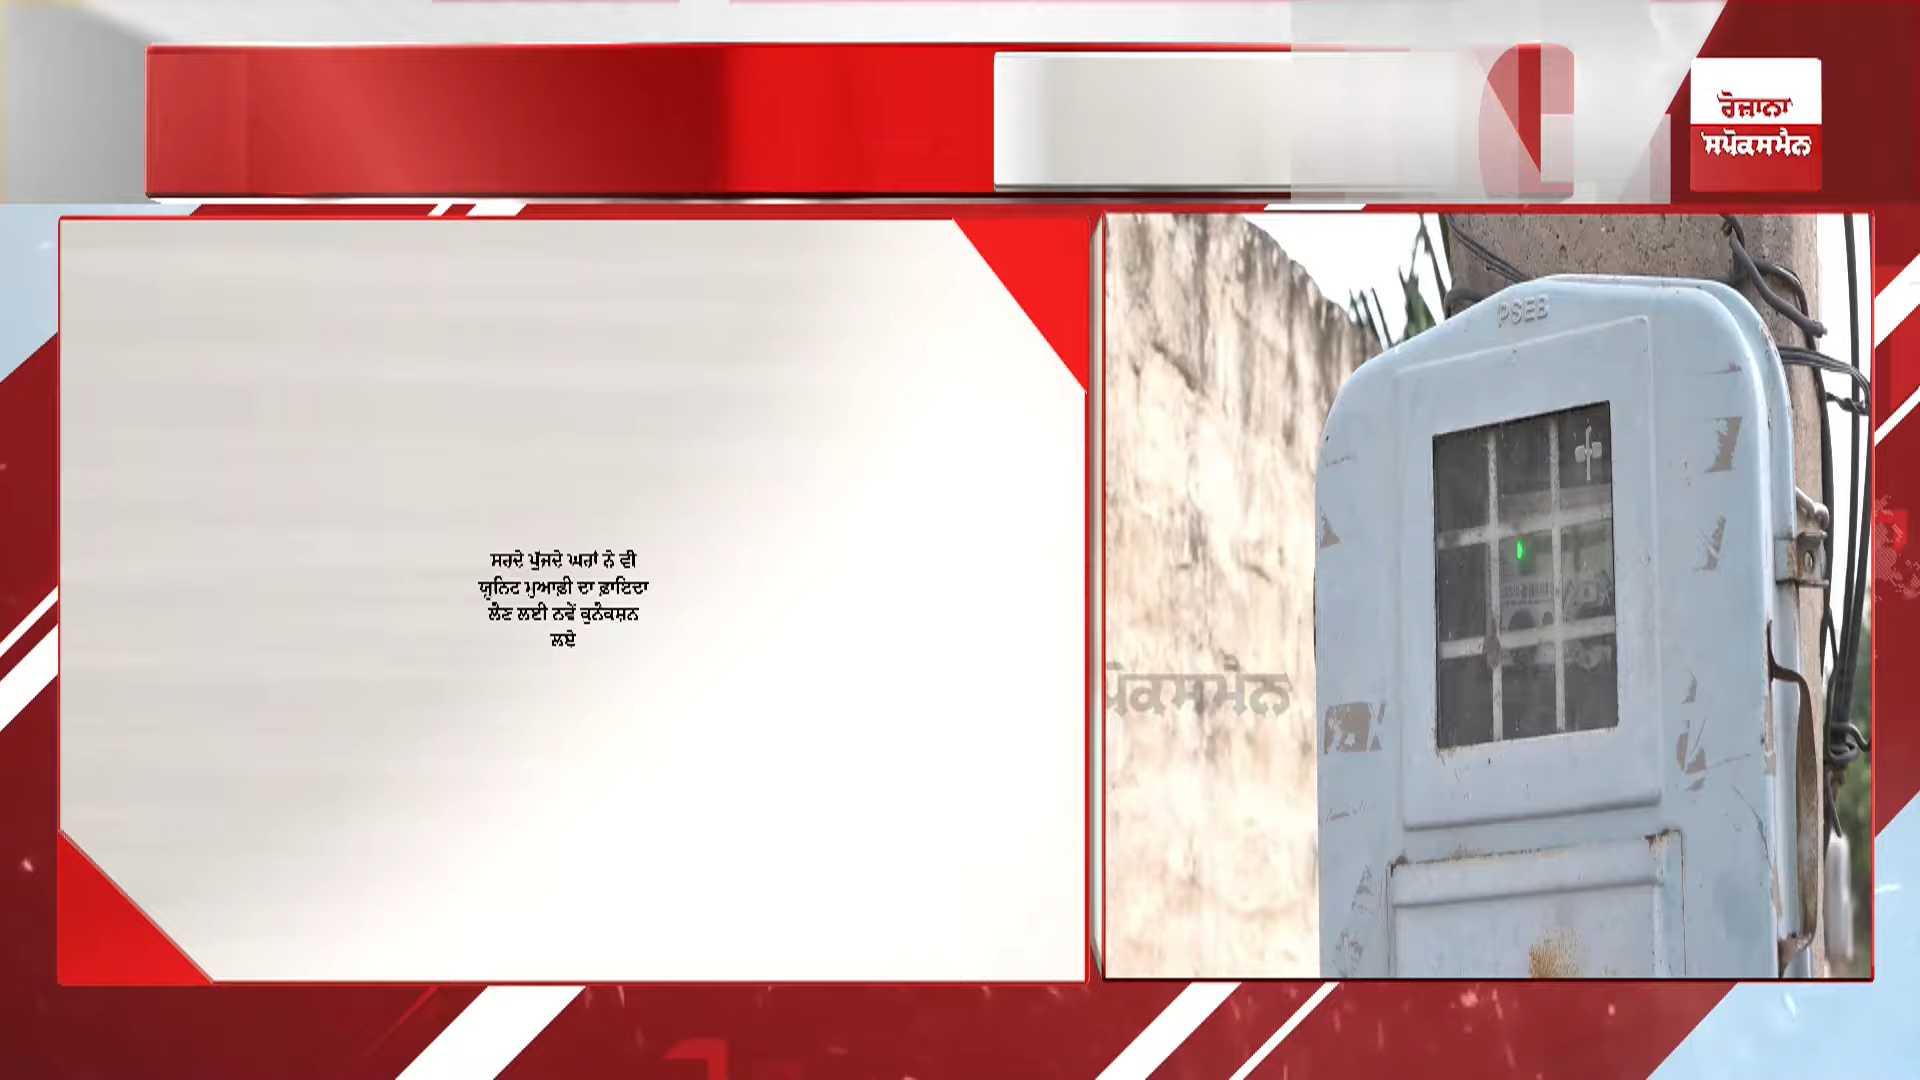 ਰੋਜ਼ਾਨਾ
ਸਪੋਕਸਮੈਨ
PSEB
ਸਰਦੇ ਪੁੱਜਦੇ ਘਰਾਂ ਨੇ ਵੀ
ਯੂਨਿਟ ਮੁਆਫ਼ੀ ਦਾ ਫ਼ਾਇਦਾ
ਲੈਣ ਲਈ ਨਵੇਂ ਕੁਨੈਕਸ਼ਨ
ਲਏ
ਪੋਕਸਮੈਨ